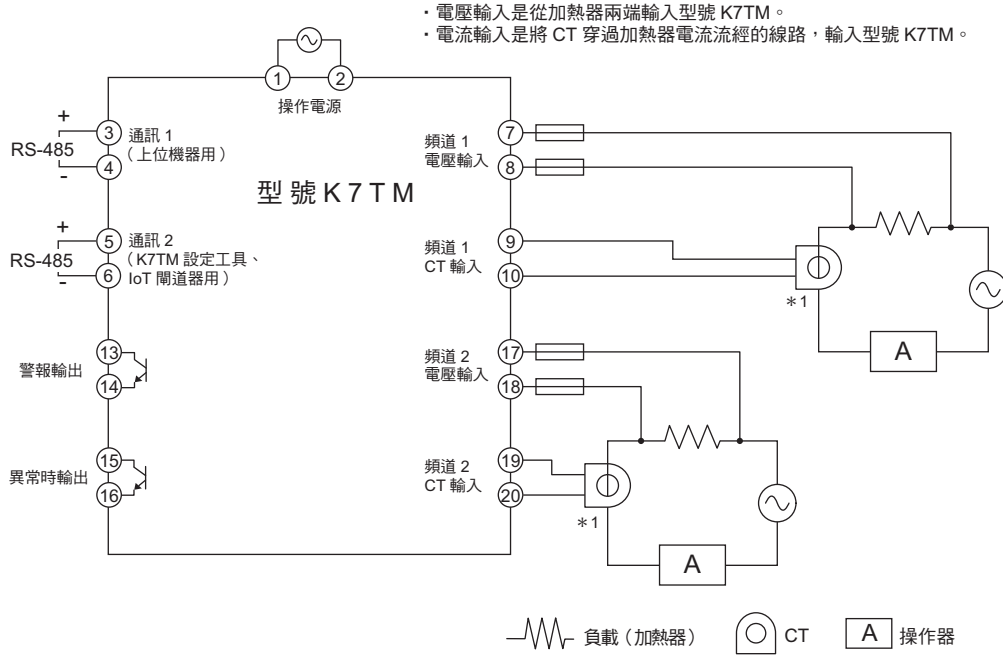 ・電壓輸入是從加熱器兩端輸入型號 K7TM。
・電流輸入是將 CT 穿過加熱器電流流經的線路，輸入型號 K7TM。
1
2
操作電源
+
RS-485
-
3
4
通訊 1
（上位機器用）
型號K7TM
頻道 1
電壓輸入
7
8
+
RS-485
-
5
6
通訊 2
（K7TM 設定工具、
IoT 閘道器用）
頻道 1
CT 輸入
9
10
＊1
A
警報輸出
13
14
頻道 2
電壓輸入
17
18
異常時輸出
15
16
頻道 2
CT 輸入
19
20
＊1
A
負載（加熱器）
CT
A
操作器